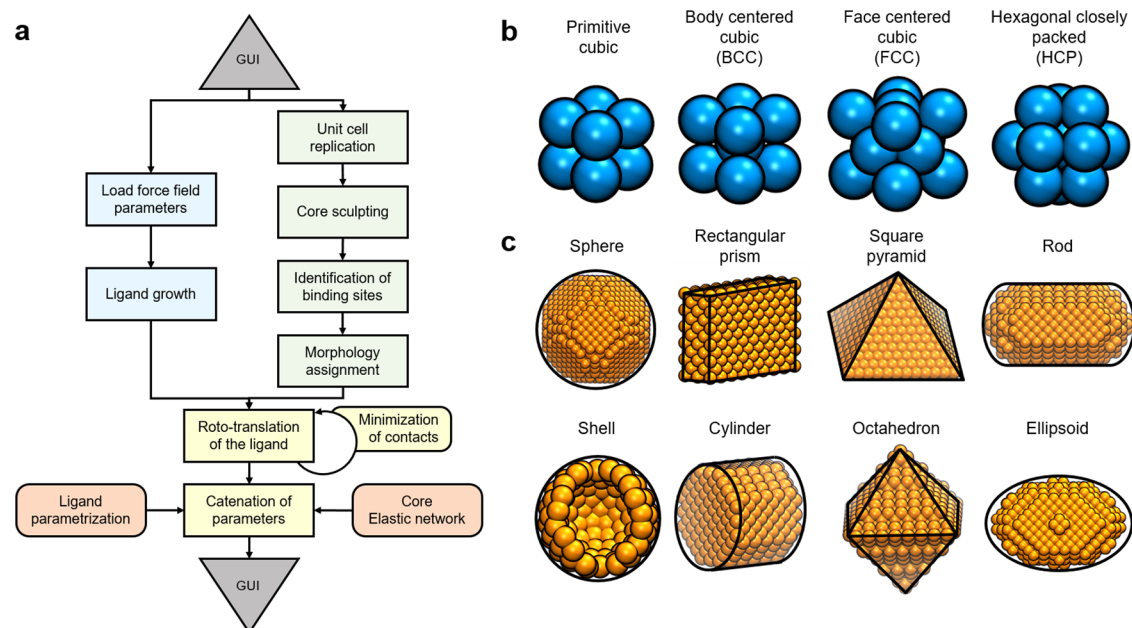 a
GUI
Unit cell
replication
Load force field
parameters
Core sculpting
Ligand growth
Identification of
binding sites
Morphology
assignment
Roto-translation
of the ligand
Minimization
of contacts
Ligand
parametrization
Catenation of
parameters
Core
Elastic network
GUI
b
Primitive
cubic
Body centered
cubic
(BCC)
Face centered
cubic
(FCC)
Hexagonal closely
packed
(HCP)
c
Sphere
Rectangular
prism
Square
pyramid
Rod
Shell
Cylinder
Octahedron
Ellipsoid